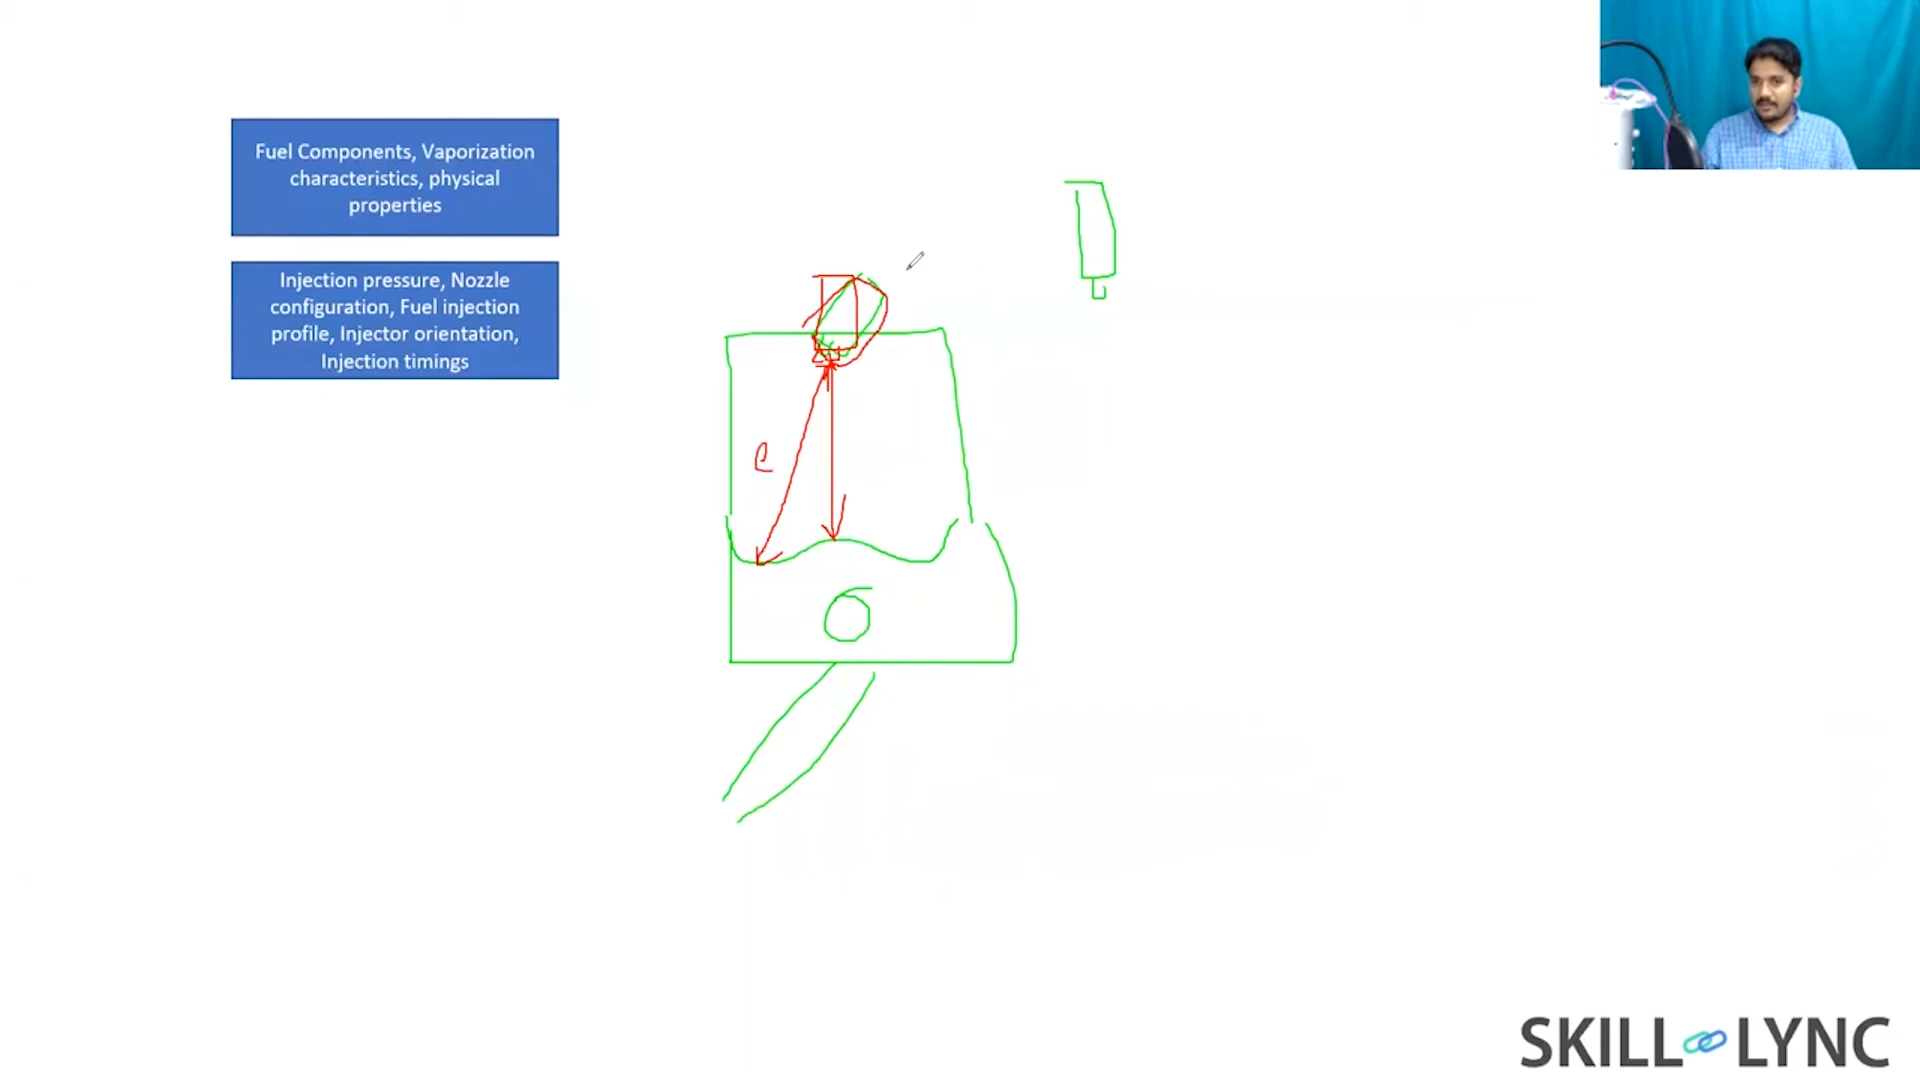 Fuel Components, Vaporization
characteristics, physical
properties
Injection pressure, Nozzle
configuration, Fuel injection
profile, Injector orientation,
Injection timings
SKILL LYNC